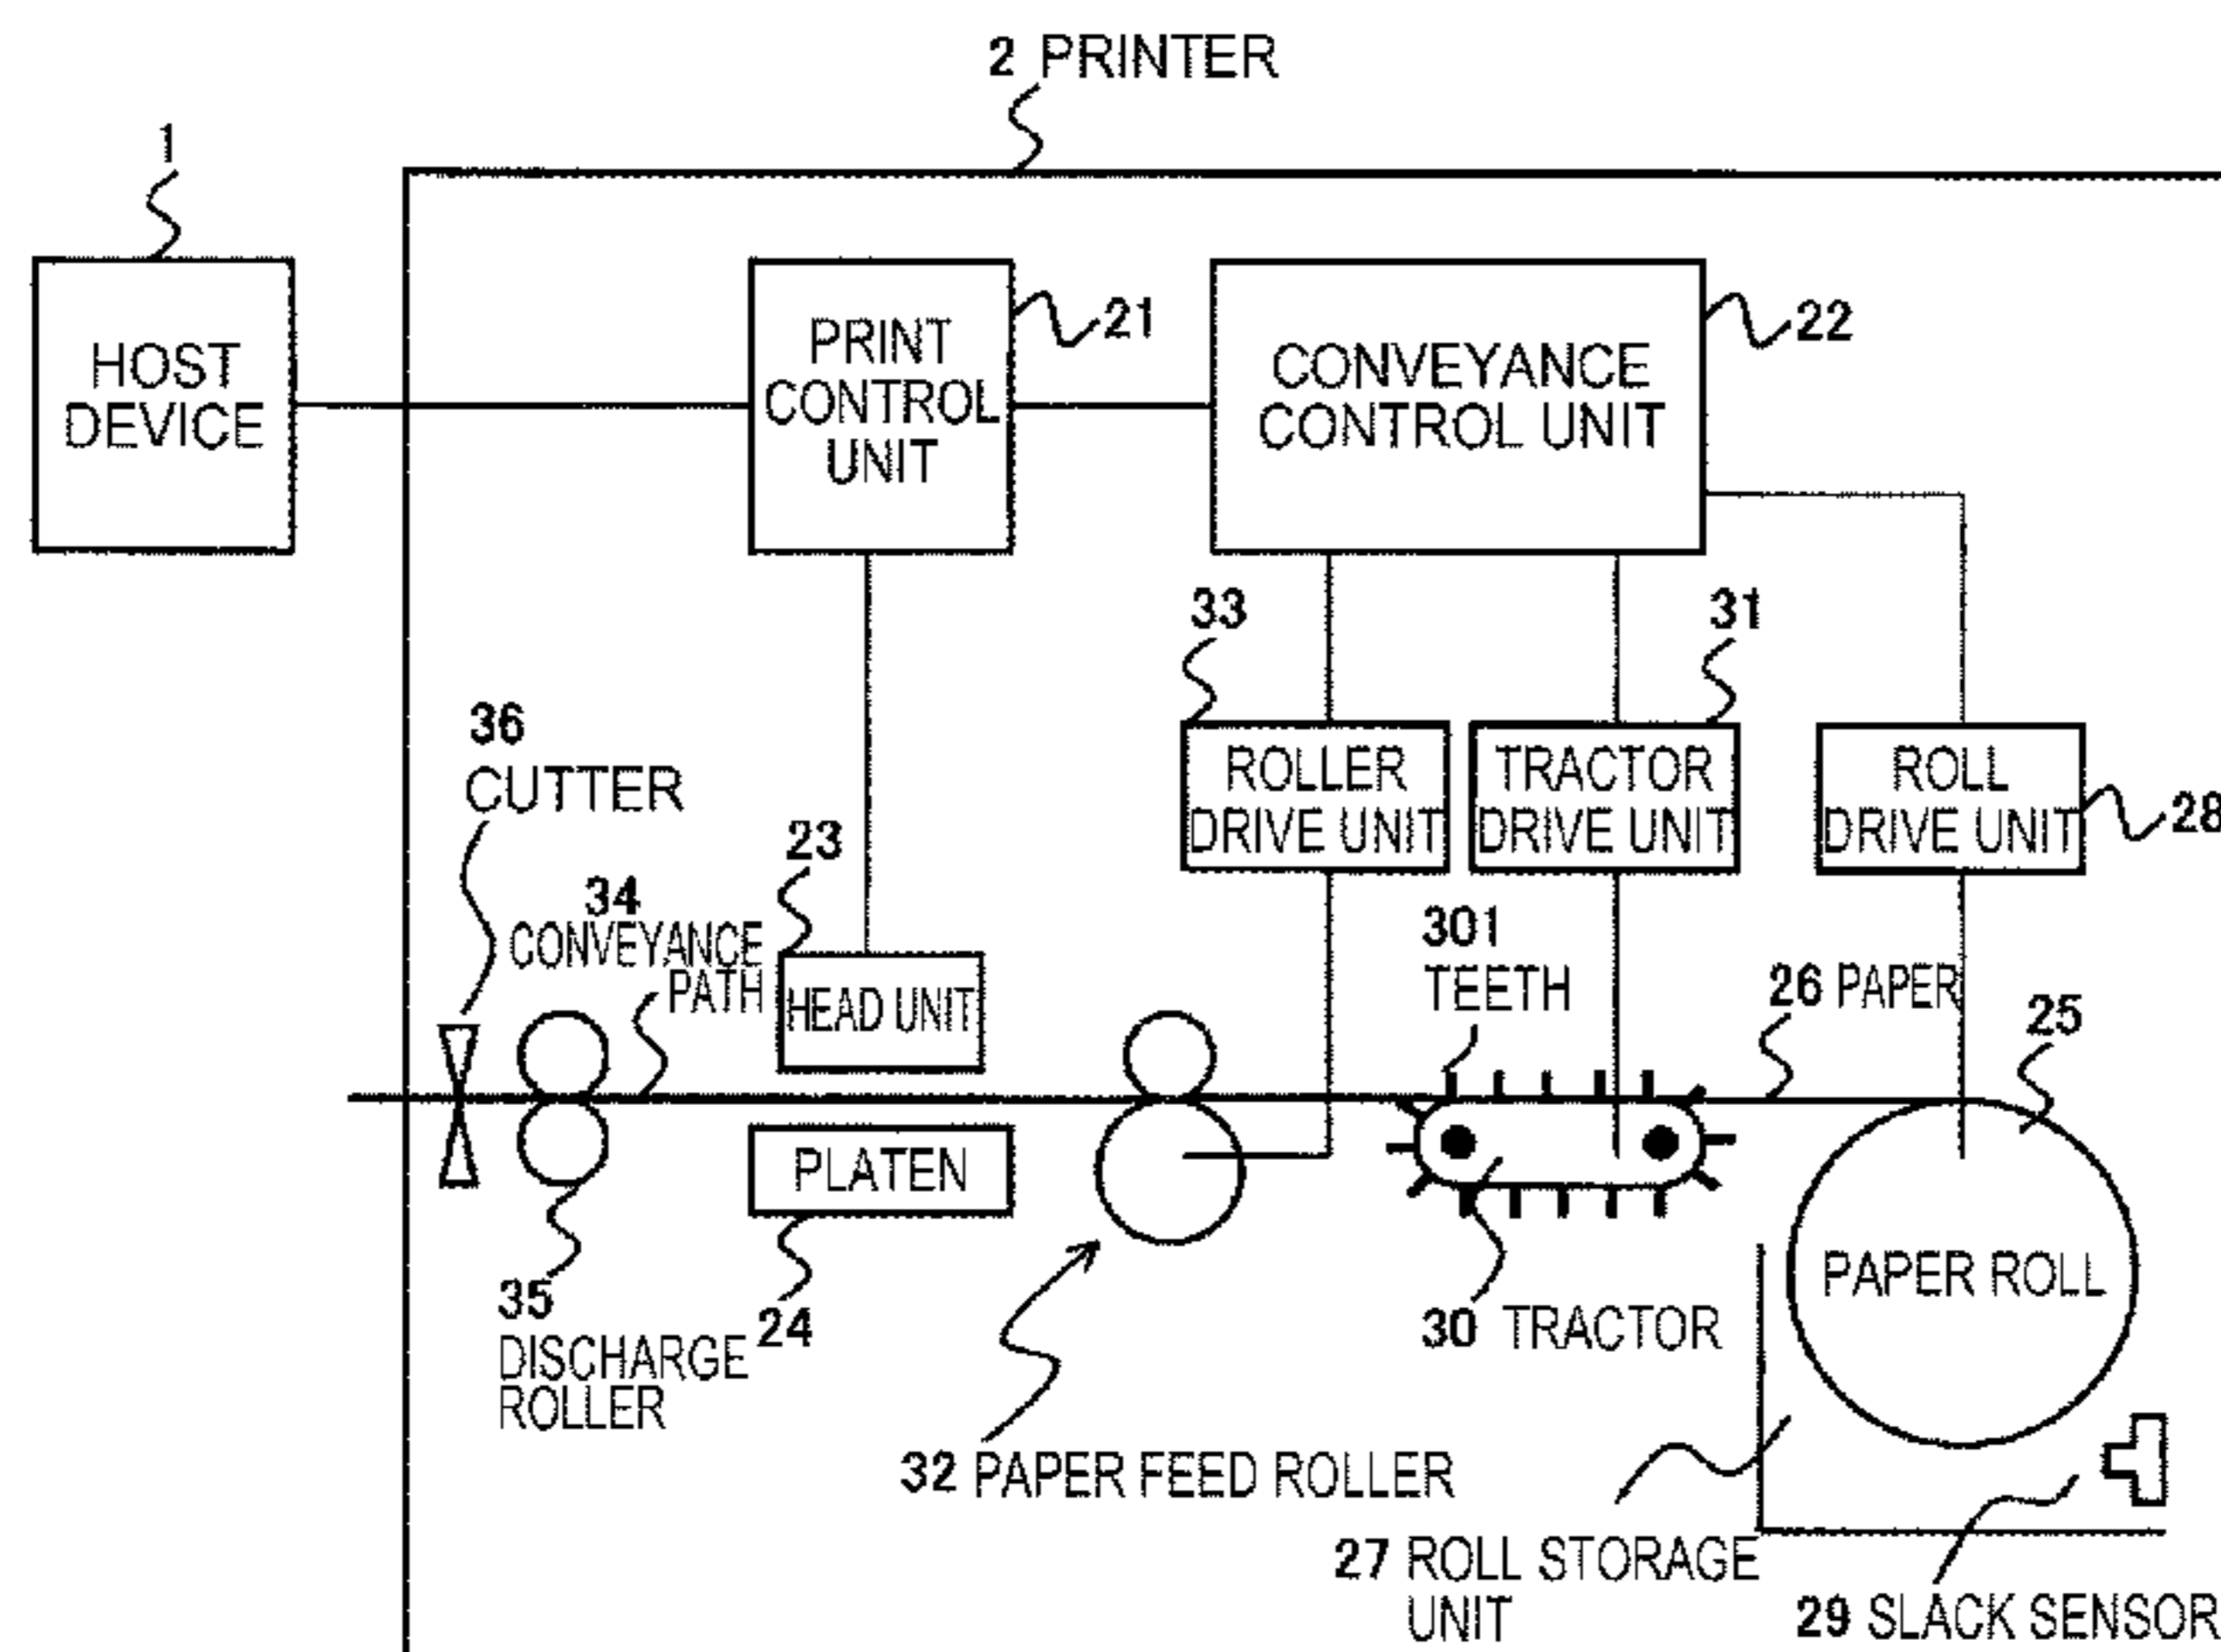 2 PRINTER
1
HOST
DEVICE
PRINT
CONTROL
UNIT
21
CONVEYANCE
CONTROL UNIT
22
33
31
ROLLER
DRIVE UNIT
TRACTOR
DRIVE UNIT
ROLL
DRIVE UNIT
28
36
CUTTER
23
34
CONVEYANCE
PATH
HEAD UNIT
301
TEETH
26 PAPER
25
PLATEN
35
DISCHARGE
ROLLER
24
30 TRACTOR
PAPER ROLL
32 PAPER FEED ROLLER
27 ROLL STORAGE
UNIT
29 SLACK SENSOR